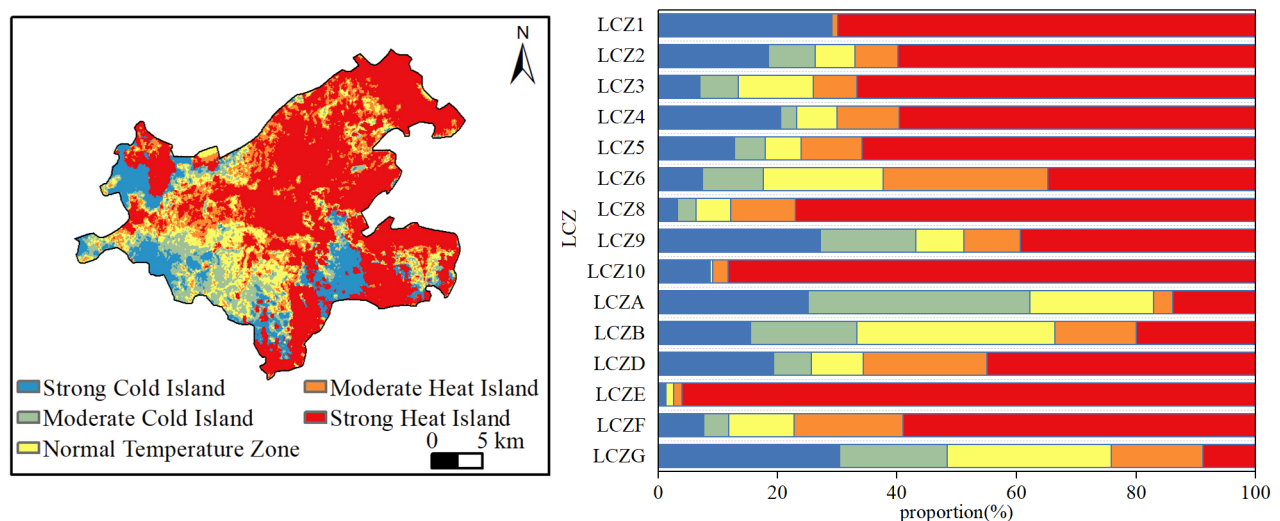 N
Strong Cold Island
Moderate Heat Island
Moderate Cold Island
Strong Heat Island
Normal Temperature Zone
0 5 km
LCZ
LCZ1
LCZ2
LCZ3
LCZ4
LCZ5
LCZ6
LCZ8
LCZ9
LCZ10
LCZA
LCZB
LCZD
LCZE
LCZF
LCZG
0 20 40 60 80 100
proportion(%)